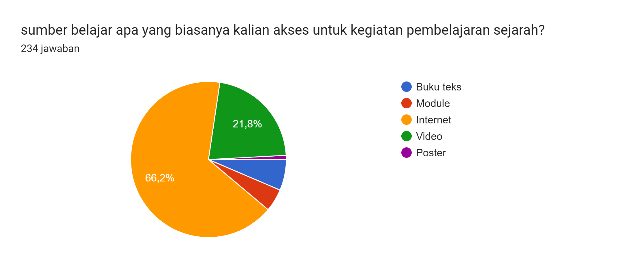 sumber belajar apa yang biasanya kalian akses untuk kegiatan pembelajaran sejarah?
234 jawaban
Buku teks
Module
Internet
Video
Poster
21,8%
66,2%